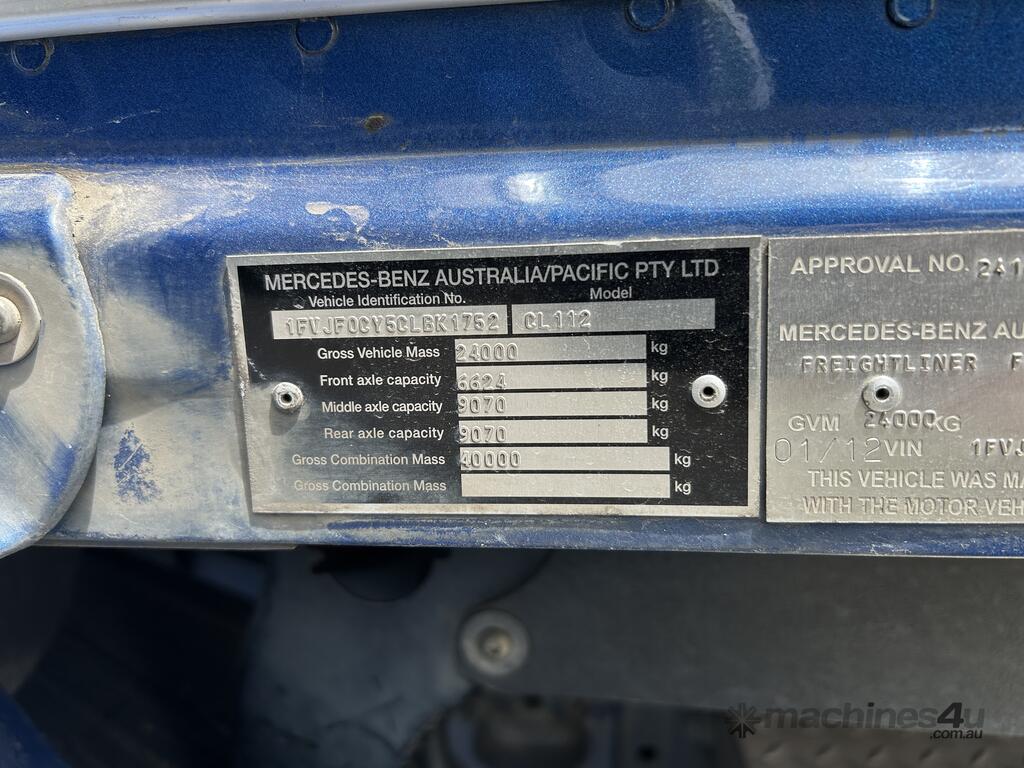 MERCEDES-BENZ AUSTRALIA/PACIFIC PTY LTD
Vehicle Identification No. Model
1FVJF0CY5CLBK1752 CL112
Gross Vehicle Mass 24000 kg
Front axle capacity 6624 kg
Middle axle capacity 9070 kg
Rear axle capacity 9070 kg
Gross Combination Mass 40000 kg
Gross Combination Mass kg
APPROVAL NO. 241
MERCEDES-BENZ AU
FREIGHTLINER F
GVM 24000KG
01/12 VIN 1FVJ
THIS VEHICLE WAS MA
WITH THE MOTOR VEH
machines4u
.com.au